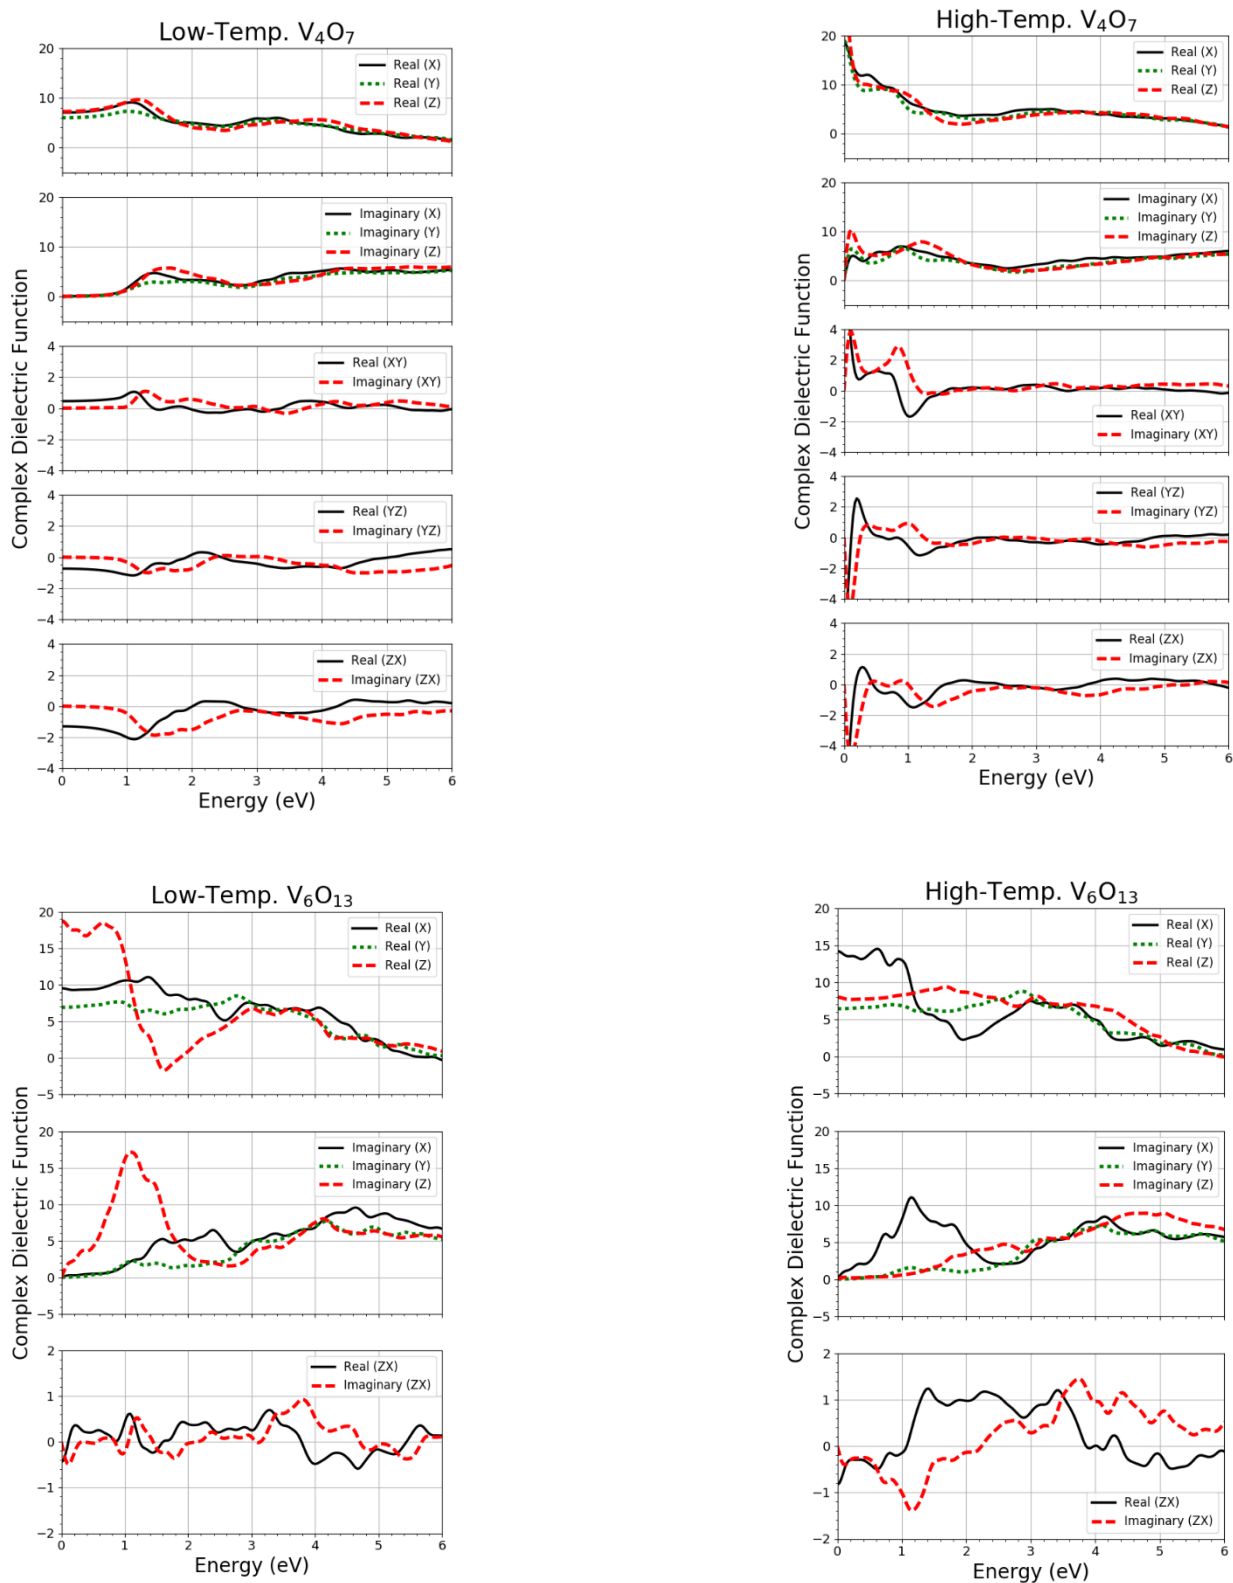 Low-Temp. V₄O₇
20
10
0
Real (X)
Real (Y)
Real (Z)
20
10
0
Imaginary (X)
Imaginary (Y)
Imaginary (Z)
4
2
0
−2
−4
Real (XY)
Imaginary (XY)
4
2
0
−2
−4
Real (YZ)
Imaginary (YZ)
4
2
0
−2
−4
Real (ZX)
Imaginary (ZX)
0 1 2 3 4 5 6
Energy (eV)
Complex Dielectric Function
High-Temp. V₄O₇
20
10
0
Real (X)
Real (Y)
Real (Z)
20
10
0
Imaginary (X)
Imaginary (Y)
Imaginary (Z)
4
2
0
−2
−4
Real (XY)
Imaginary (XY)
4
2
0
−2
−4
Real (YZ)
Imaginary (YZ)
4
2
0
−2
−4
Real (ZX)
Imaginary (ZX)
0 1 2 3 4 5 6
Energy (eV)
Complex Dielectric Function
Low-Temp. V₆O₁₃
20
15
10
5
0
−5
Real (X)
Real (Y)
Real (Z)
20
15
10
5
0
−5
Imaginary (X)
Imaginary (Y)
Imaginary (Z)
2
1
0
−1
−2
Real (ZX)
Imaginary (ZX)
0 1 2 3 4 5 6
Energy (eV)
Complex Dielectric Function
High-Temp. V₆O₁₃
20
15
10
5
0
−5
Real (X)
Real (Y)
Real (Z)
20
15
10
5
0
−5
Imaginary (X)
Imaginary (Y)
Imaginary (Z)
2
1
0
−1
−2
Real (ZX)
Imaginary (ZX)
0 1 2 3 4 5 6
Energy (eV)
Complex Dielectric Function